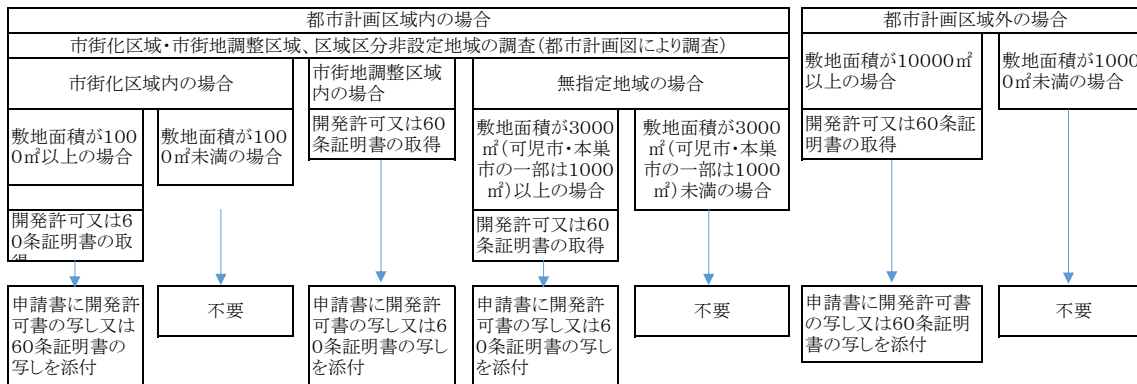 都市計画区域内の場合
市街化区域・市街地調整区域、区域区分非設定地域の調査(都市計画図により調査)
市街化区域内の場合
敷地面積が100
0㎡以上の場合
開発許可又は6
0条証明書の取
得
申請書に開発許
可書の写し又は
60条証明書の
写しを添付
敷地面積が100
0㎡未満の場合
不要
市街地調整区域
内の場合
開発許可又は60
条証明書の取得
申請書に開発許
可書の写し又は6
0条証明書の写し
を添付
無指定地域の場合
敷地面積が3000
㎡(可児市・本巣
市の一部は1000
㎡)以上の場合
開発許可又は60
条証明書の取得
申請書に開発許
可書の写し又は6
0条証明書の写し
を添付
敷地面積が3000
㎡(可児市・本巣
市の一部は1000
㎡)未満の場合
不要
都市計画区域外の場合
敷地面積が10000㎡
以上の場合
開発許可又は60条証
明書の取得
申請書に開発許可書
の写し又は60条証明
書の写しを添付
敷地面積が1000
0㎡未満の場合
不要